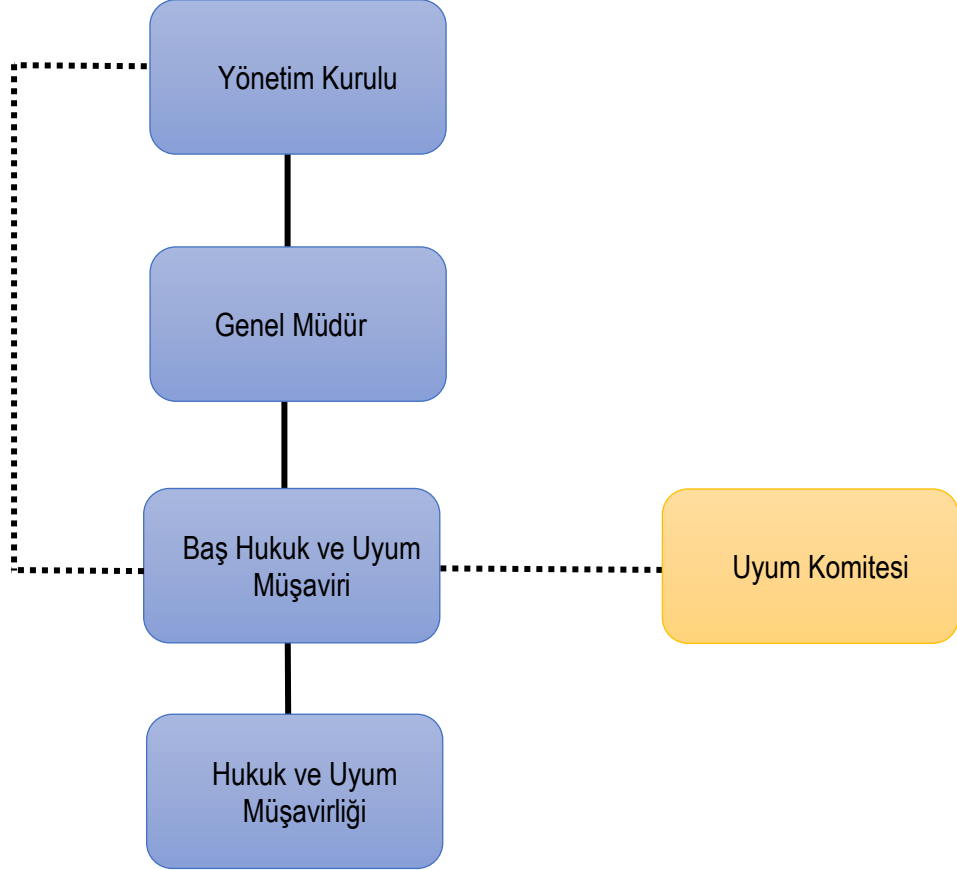 Yönetim Kurulu
Genel Müdür
Baş Hukuk ve Uyum
Müşaviri
Uyum Komitesi
Hukuk ve Uyum
Müşavirliği